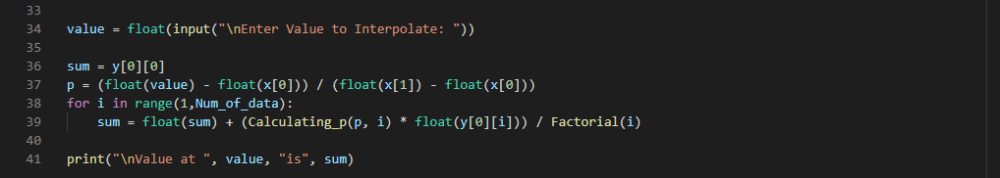 33
34 value = float(input("\nEnter Value to Interpolate: "))
35
36 sum = y[0][0]
37 p = (float(value) - float(x[0])) / (float(x[1]) - float(x[0]))
38 for i in range(1,Num_of_data):
39     sum = float(sum) + (Calculating_p(p, i) * float(y[0][i])) / Factorial(i)
40
41 print("\nValue at ", value, "is", sum)